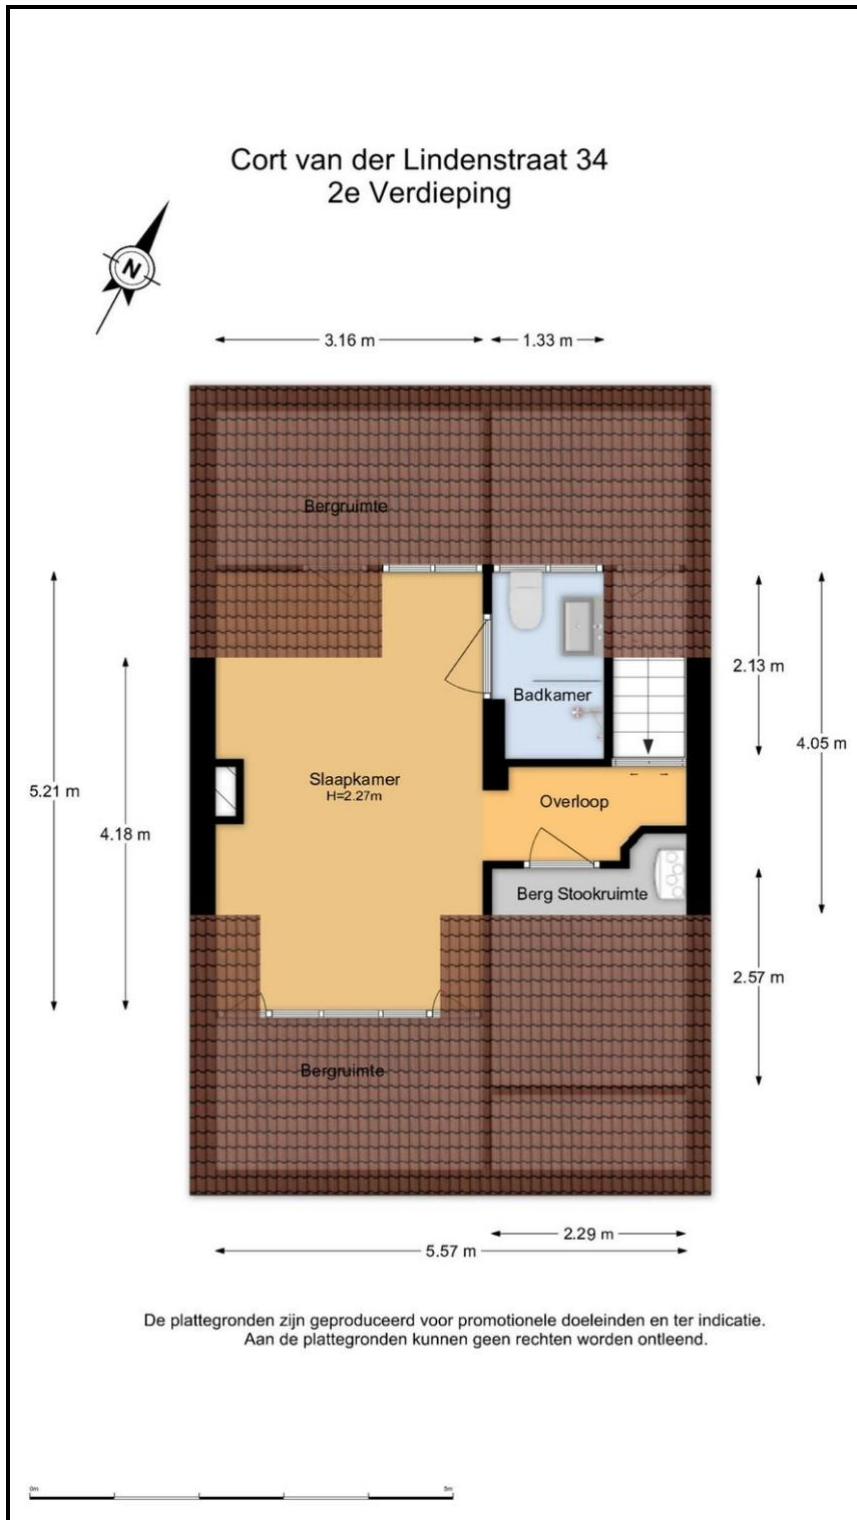 Cort van der Lindenstraat 34
2e Verdieping
N
3.16 m
1.33 m
Bergruimte
Badkamer
2.13 m
4.05 m
5.21 m
Slaapkamer
H=2.27m
Overloop
4.18 m
Berg Stookruimte
2.57 m
Bergruimte
2.29 m
5.57 m
De plattegronden zijn geproduceerd voor promotionele doeleinden en ter indicatie.
Aan de plattegronden kunnen geen rechten worden ontleend.
0m
5m